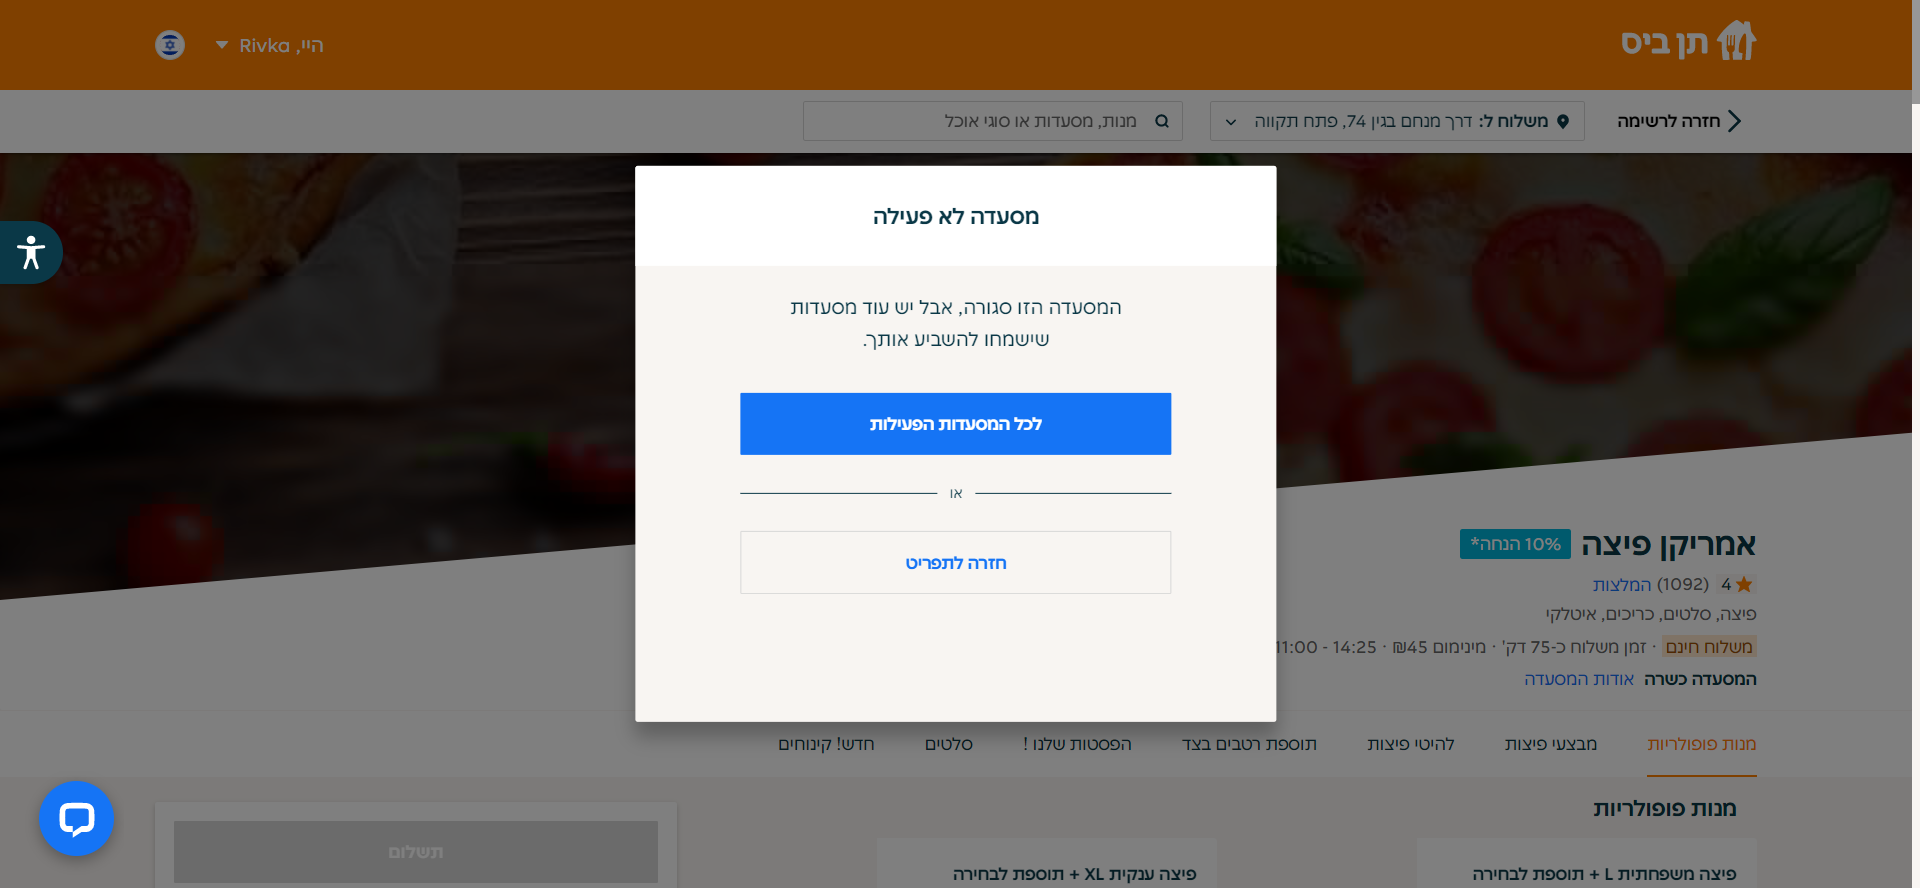 תן ביס
היי, Rivka
חזרה לרשימה
משלוח ל: דרך מנחם בגין 74, פתח תקווה
מנות, מסעדות או סוגי אוכל
מסעדה לא פעילה
המסעדה הזו סגורה, אבל יש עוד מסעדות
שישמחו להשביע אותך.
לכל המסעדות הפעילות
או
חזרה לתפריט
אמריקן פיצה
10% הנחה*
4 (1092) המלצות
פיצה, סלטים, כריכים, איטלקי
משלוח חינם · זמן משלוח כ-75 דק' · מינימום 45₪ · 11:00 - 14:25
המסעדה כשרה אודות המסעדה
מנות פופולריות
מבצעי פיצות
להיטי פיצות
תוספת רטבים בצד
הפסטות שלנו !
סלטים
חדש! קינוחים
מנות פופולריות
פיצה משפחתית L + תוספת לבחירה
פיצה ענקית XL + תוספת לבחירה
תשלום